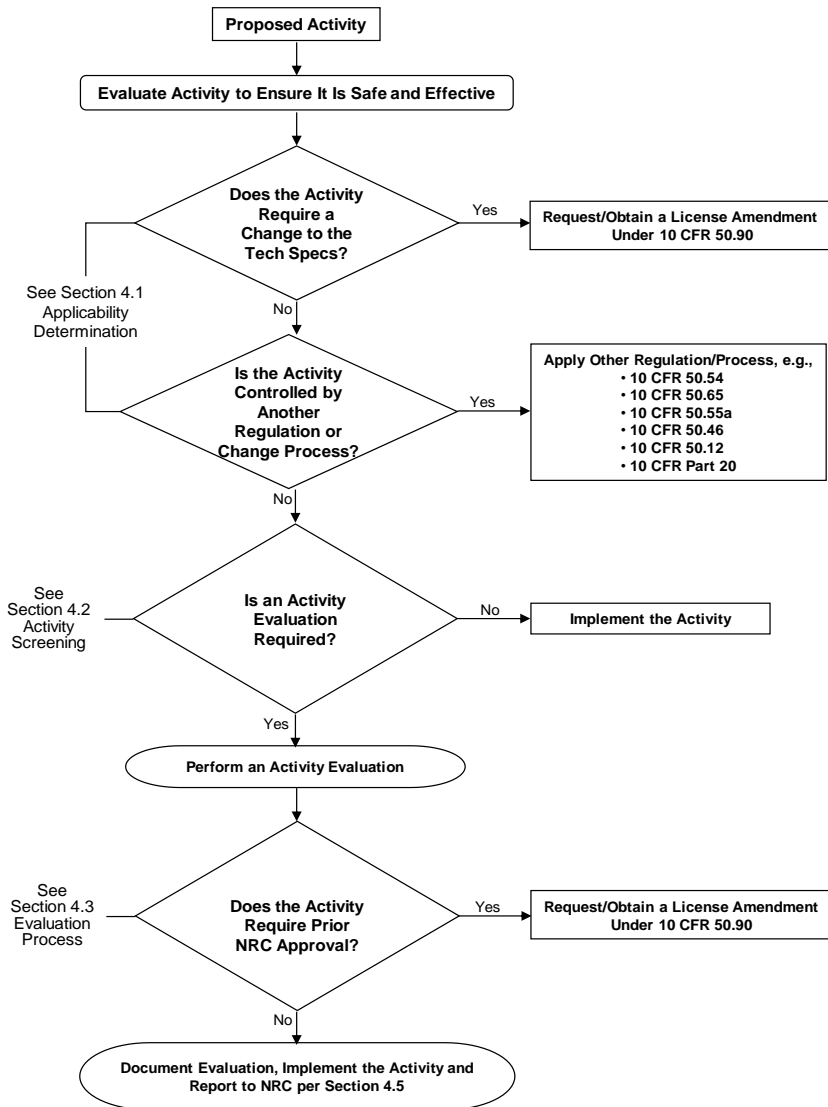 Proposed Activity
Evaluate Activity to Ensure It Is Safe and Effective
Does the Activity
Require a
Change to the
Tech Specs?
Yes
Request/Obtain a License Amendment
Under 10 CFR 50.90
See Section 4.1
Applicability
Determination
No
Is the Activity
Controlled by
Another
Regulation or
Change Process?
Yes
Apply Other Regulation/Process, e.g.,
• 10 CFR 50.54
• 10 CFR 50.65
• 10 CFR 50.55a
• 10 CFR 50.46
• 10 CFR 50.12
• 10 CFR Part 20
No
See
Section 4.2
Activity
Screening
Is an Activity
Evaluation
Required?
No
Implement the Activity
Yes
Perform an Activity Evaluation
See
Section 4.3
Evaluation
Process
Does the Activity
Require Prior
NRC Approval?
Yes
Request/Obtain a License Amendment
Under 10 CFR 50.90
No
Document Evaluation, Implement the Activity and
Report to NRC per Section 4.5